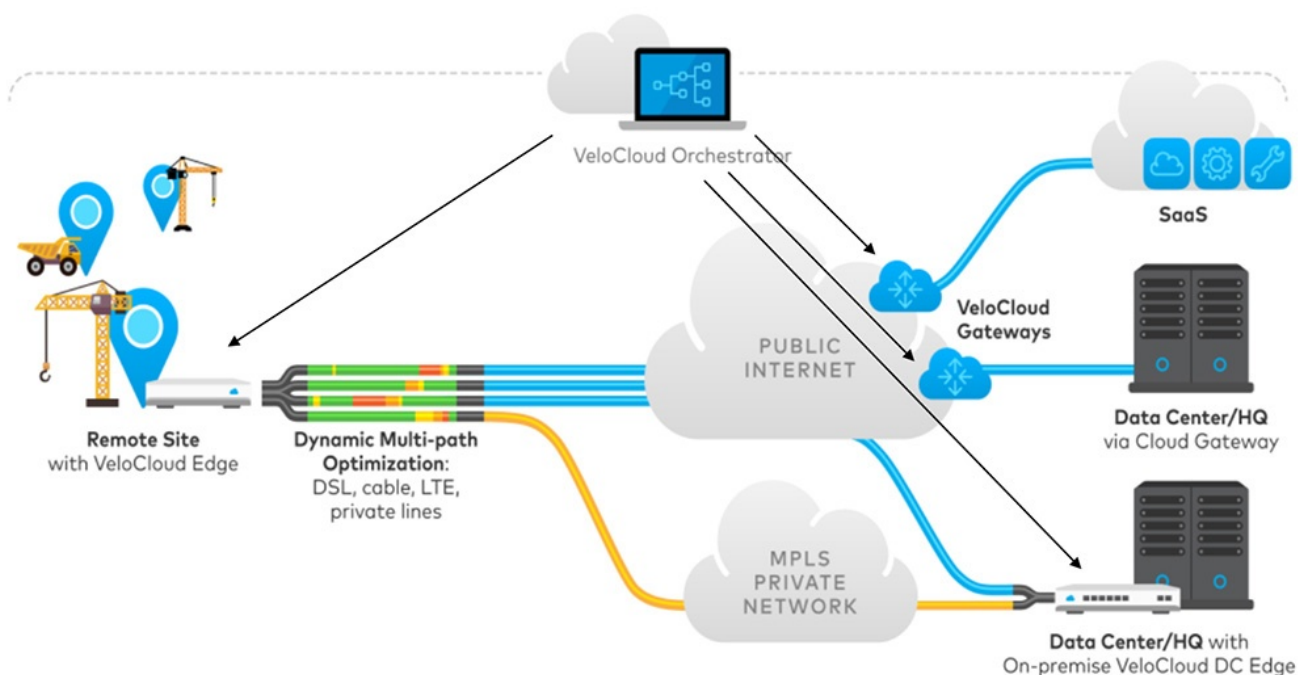 VeloCloud Orchestrator
SaaS
VeloCloud
Gateways
PUBLIC
INTERNET
Data Center/HQ
via Cloud Gateway
Remote Site
with VeloCloud Edge
Dynamic Multi-path
Optimization:
DSL, cable, LTE,
private lines
MPLS
PRIVATE
NETWORK
Data Center/HQ with
On-premise VeloCloud DC Edge